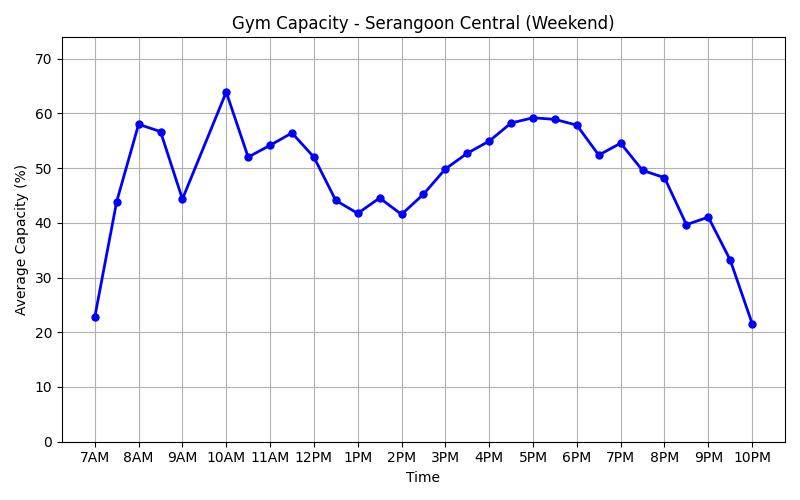 Gym Capacity - Serangoon Central (Weekend)
Average Capacity (%)
70
60
50
40
30
20
10
0
7AM 8AM 9AM 10AM 11AM 12PM 1PM 2PM 3PM 4PM 5PM 6PM 7PM 8PM 9PM 10PM
Time